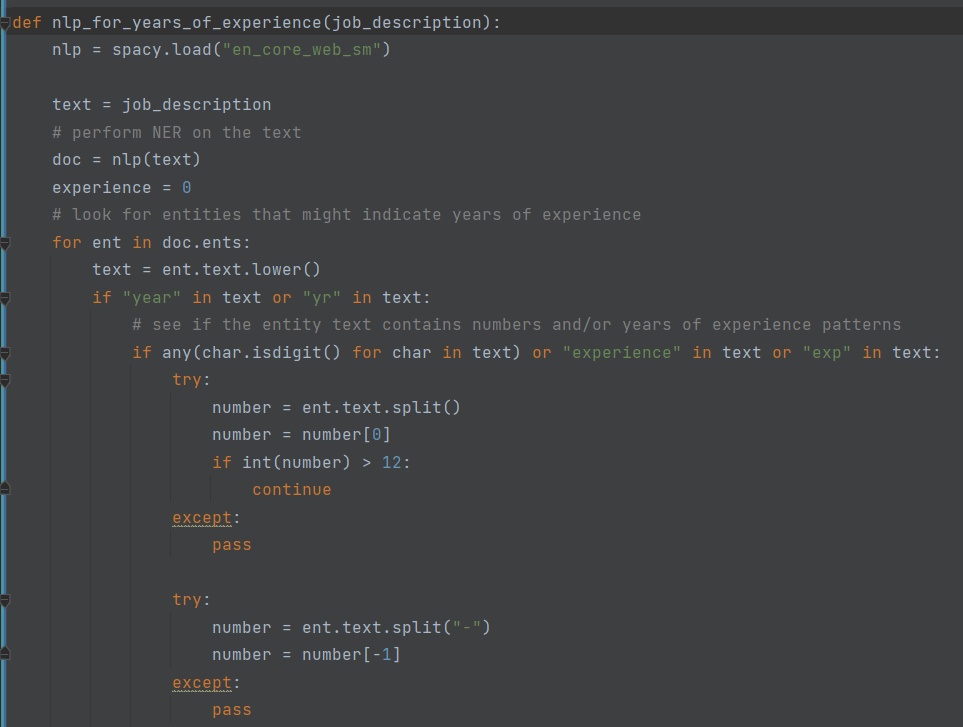 def nlp_for_years_of_experience(job_description):
    nlp = spacy.load("en_core_web_sm")

    text = job_description
    # perform NER on the text
    doc = nlp(text)
    experience = 0
    # look for entities that might indicate years of experience
    for ent in doc.ents:
        text = ent.text.lower()
        if "year" in text or "yr" in text:
            # see if the entity text contains numbers and/or years of experience patterns
            if any(char.isdigit() for char in text) or "experience" in text or "exp" in text:
                try:
                    number = ent.text.split()
                    number = number[0]
                    if int(number) > 12:
                        continue
                except:
                    pass

                try:
                    number = ent.text.split("-")
                    number = number[-1]
                except:
                    pass